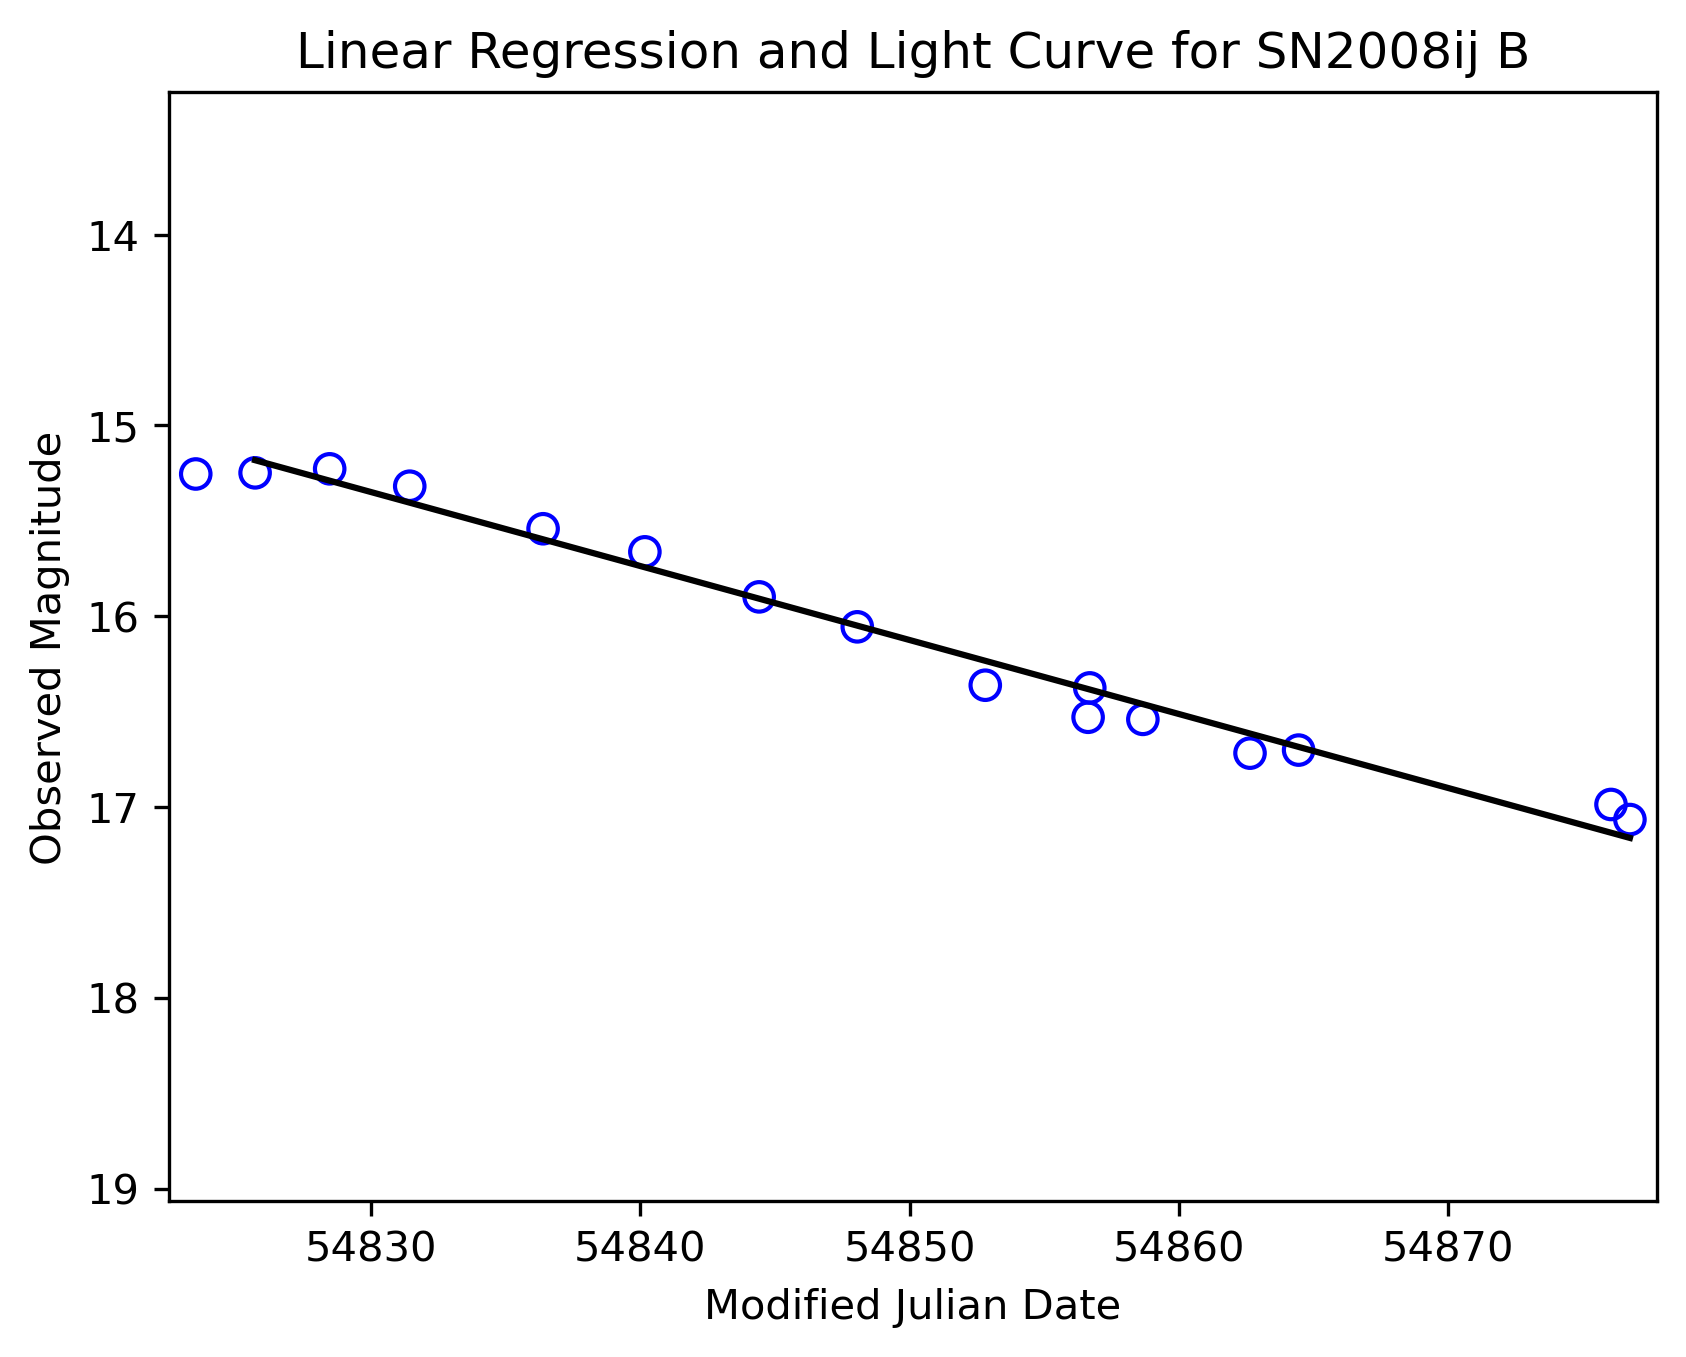 Linear Regression and Light Curve for SN2008ij B
14
15
16
17
18
19
Observed Magnitude
54830 54840 54850 54860 54870
Modified Julian Date